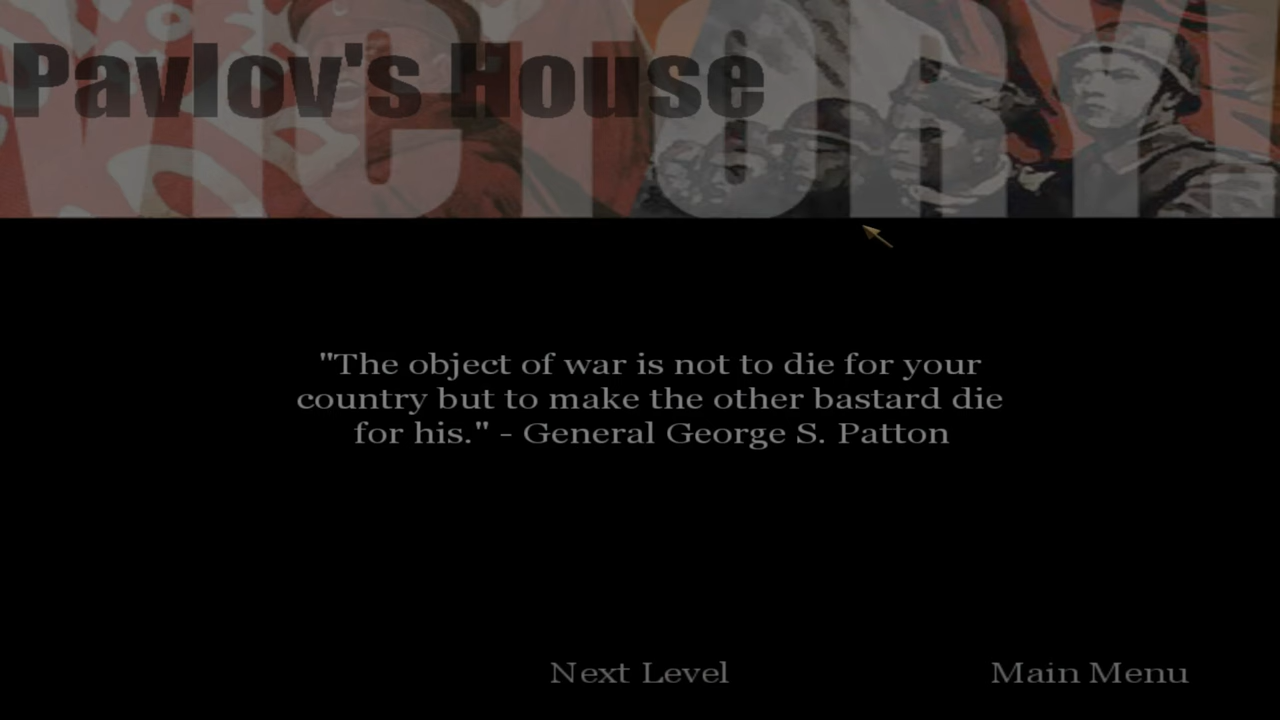 VICTORY
Pavlov's House
"The object of war is not to die for your
country but to make the other bastard die
for his." - General George S. Patton
Next Level
Main Menu